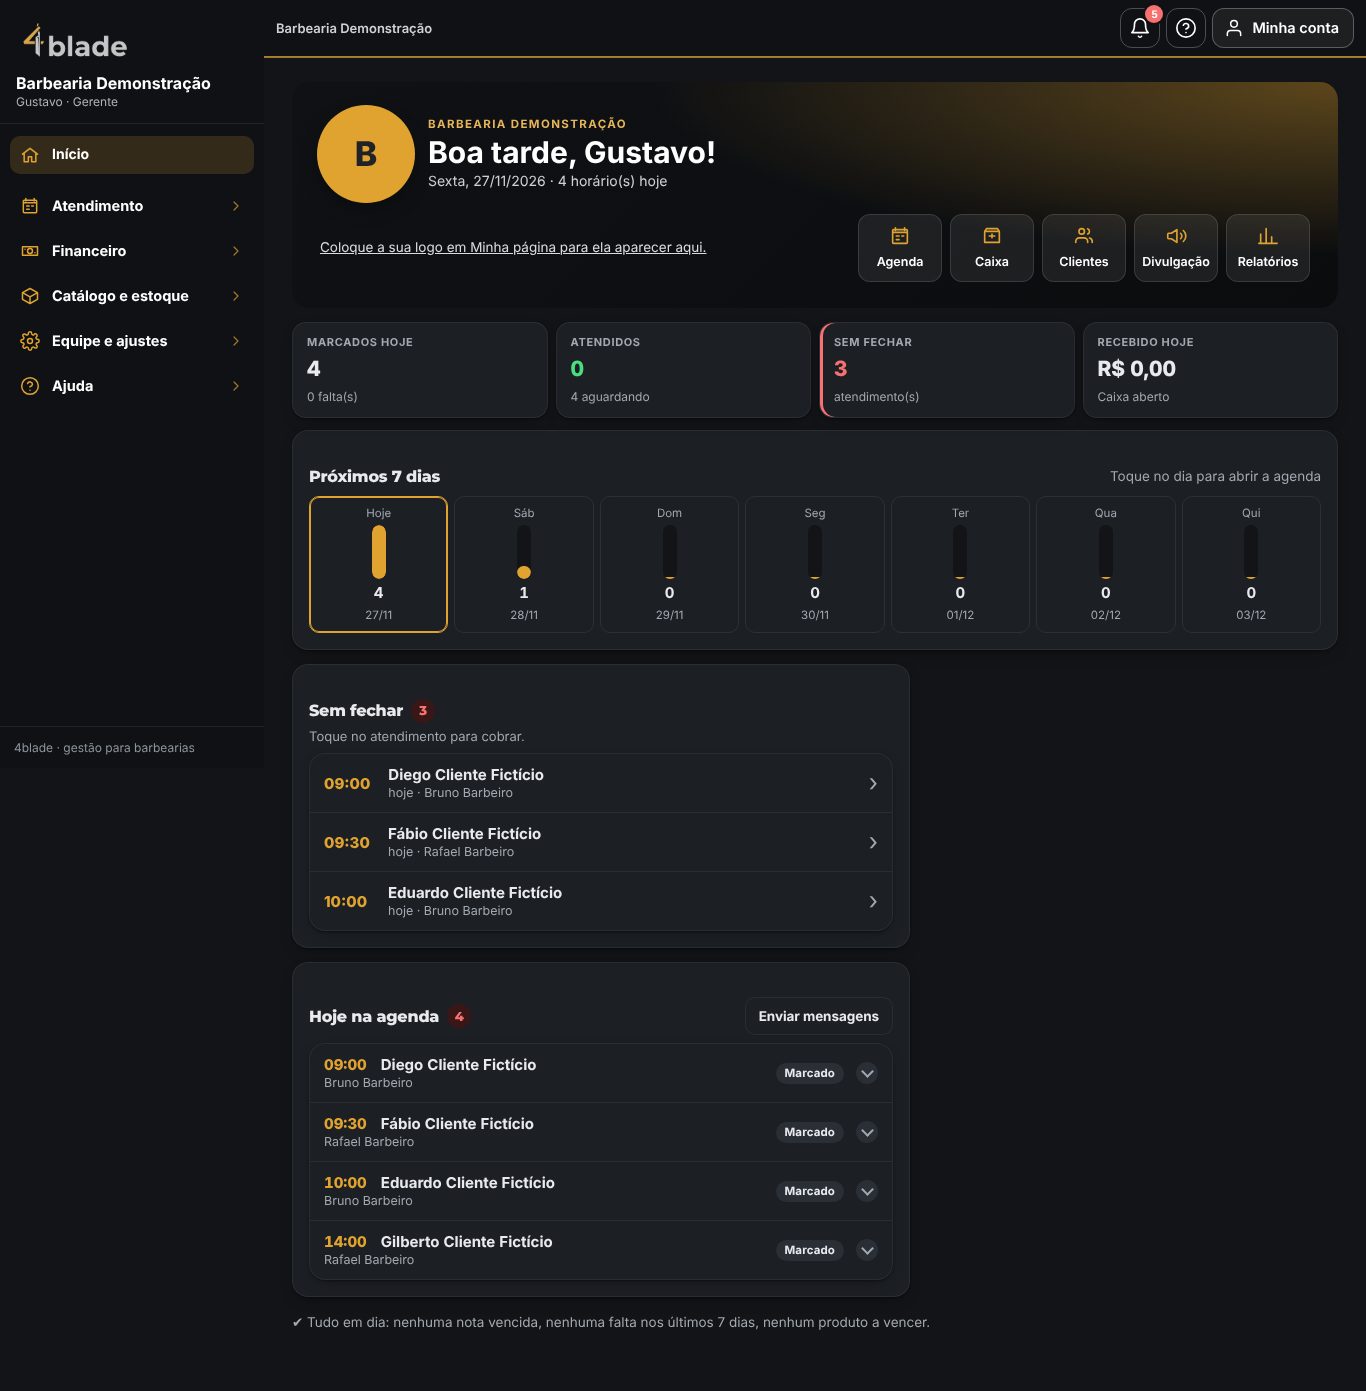 4blade
Barbearia Demonstração
Gustavo · Gerente
Início
Atendimento
Financeiro
Catálogo e estoque
Equipe e ajustes
Ajuda
4blade · gestão para barbearias
Barbearia Demonstração
5
Minha conta
B
BARBEARIA DEMONSTRAÇÃO
Boa tarde, Gustavo!
Sexta, 27/11/2026 · 4 horário(s) hoje
Coloque a sua logo em Minha página para ela aparecer aqui.
Agenda
Caixa
Clientes
Divulgação
Relatórios
MARCADOS HOJE
4
0 falta(s)
ATENDIDOS
0
4 aguardando
SEM FECHAR
3
atendimento(s)
RECEBIDO HOJE
R$ 0,00
Caixa aberto
Próximos 7 dias
Toque no dia para abrir a agenda
Hoje
4
27/11
Sáb
1
28/11
Dom
0
29/11
Seg
0
30/11
Ter
0
01/12
Qua
0
02/12
Qui
0
03/12
Sem fechar 3
Toque no atendimento para cobrar.
09:00 Diego Cliente Fictício
hoje · Bruno Barbeiro
09:30 Fábio Cliente Fictício
hoje · Rafael Barbeiro
10:00 Eduardo Cliente Fictício
hoje · Bruno Barbeiro
Hoje na agenda 4
Enviar mensagens
09:00 Diego Cliente Fictício
Bruno Barbeiro
Marcado
09:30 Fábio Cliente Fictício
Rafael Barbeiro
Marcado
10:00 Eduardo Cliente Fictício
Bruno Barbeiro
Marcado
14:00 Gilberto Cliente Fictício
Rafael Barbeiro
Marcado
✔ Tudo em dia: nenhuma nota vencida, nenhuma falta nos últimos 7 dias, nenhum produto a vencer.